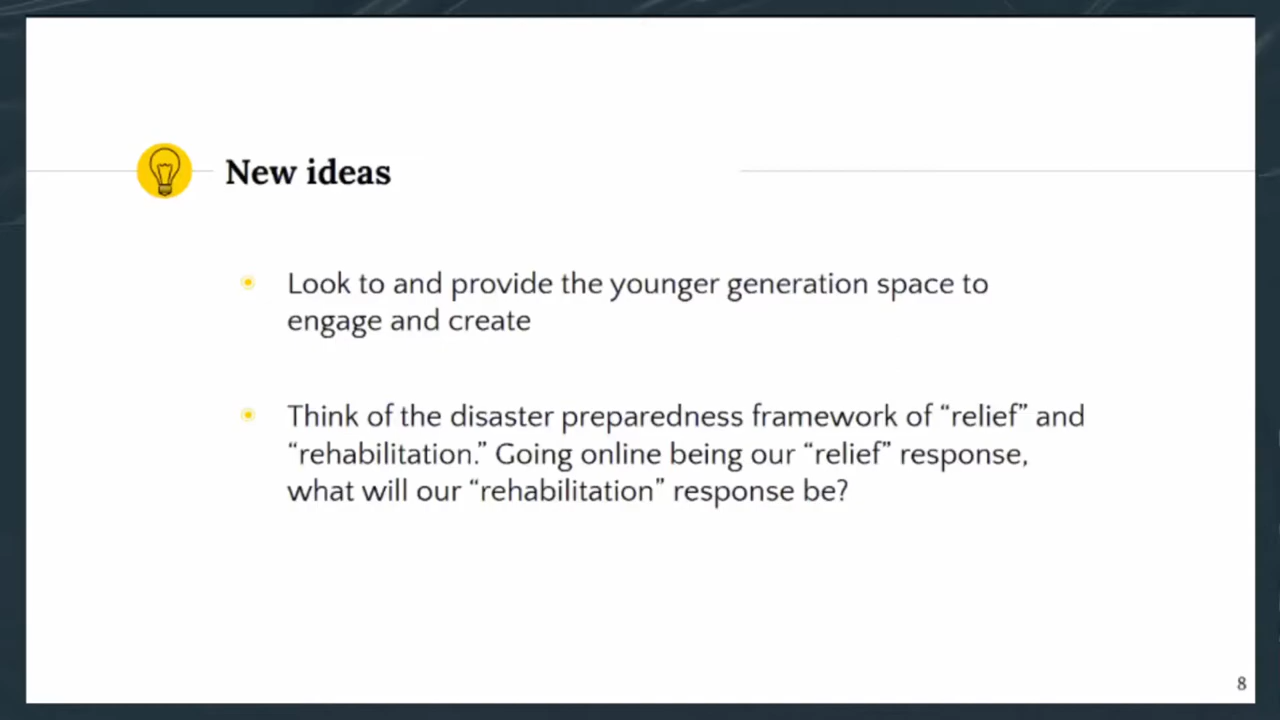 New ideas
Look to and provide the younger generation space to
engage and create
Think of the disaster preparedness framework of “relief” and
“rehabilitation.” Going online being our “relief” response,
what will our “rehabilitation” response be?
8